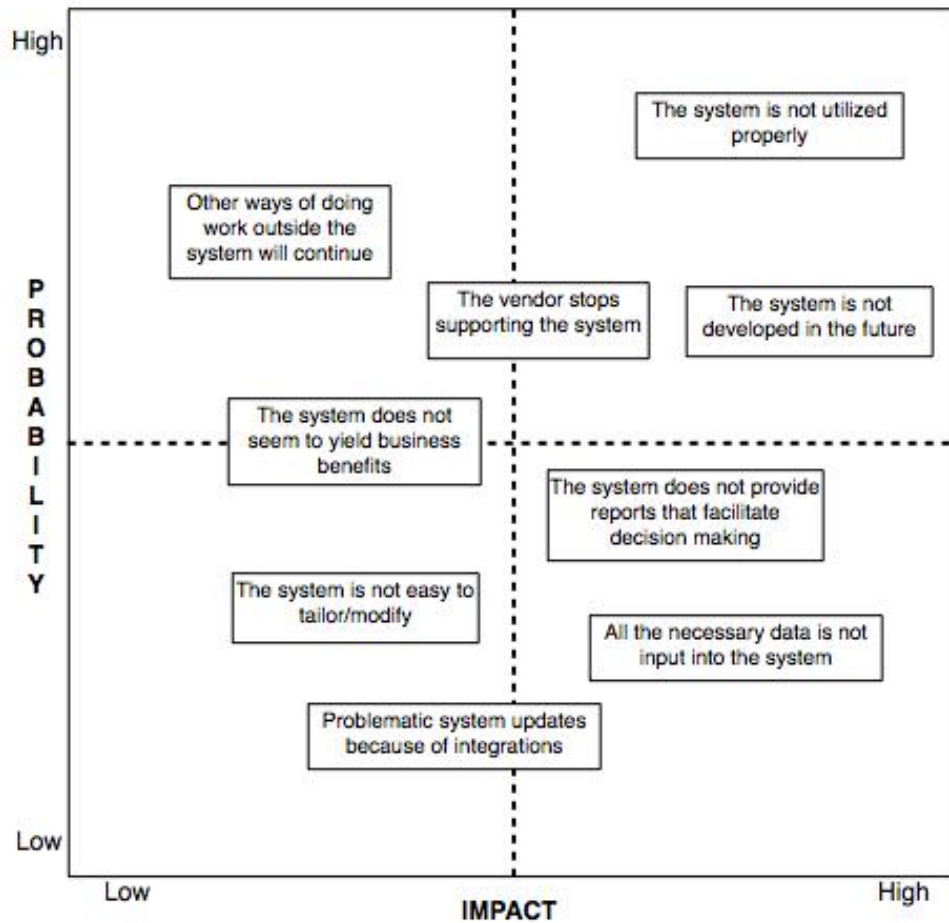 High
The system is not utilized
properly
Other ways of doing
work outside the
system will continue
The vendor stops
supporting the system
The system is not
developed in the future
PROBABILITY
The system does not
seem to yield business
benefits
The system does not provide
reports that facilitate
decision making
The system is not easy to
tailor/modify
All the necessary data is not
input into the system
Problematic system updates
because of integrations
Low
Low
IMPACT
High